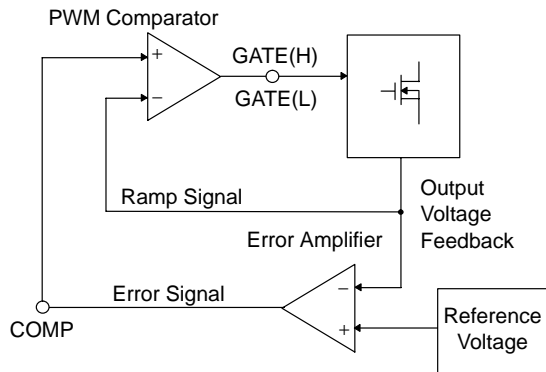 PWM Comparator
+
−
GATE(H)
GATE(L)
Ramp Signal
Output
Voltage
Feedback
Error Amplifier
Error Signal
−
+
COMP
Reference
Voltage